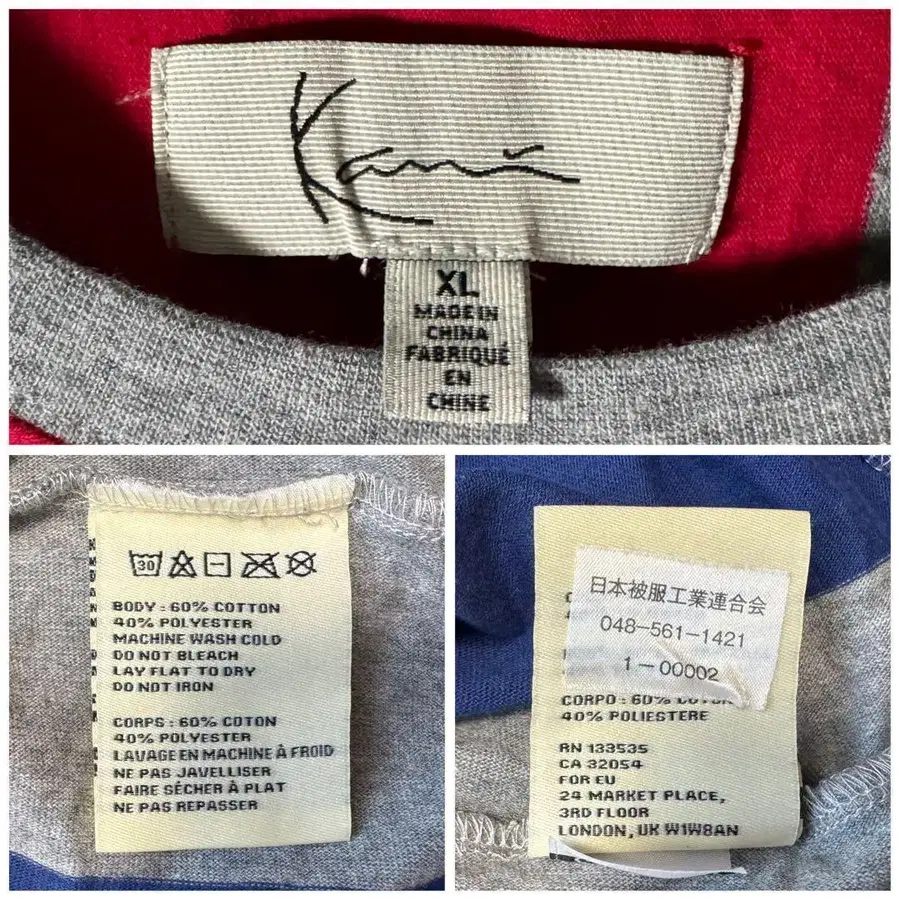 Kani
XL
MADE IN
CHINA
FABRIQUÉ
EN
CHINE
30
BODY : 60% COTTON
40% POLYESTER
MACHINE WASH COLD
DO NOT BLEACH
LAY FLAT TO DRY
DO NOT IRON
CORPS : 60% COTON
40% POLYESTER
LAVAGE EN MACHINE À FROID
NE PAS JAVELLISER
FAIRE SÉCHER À PLAT
NE PAS REPASSER
日本被服工業連合会
048-561-1421
1-00002
CORPO : 60%
40% POLIESTERE
RN 133535
CA 32054
FOR EU
24 MARKET PLACE,
3RD FLOOR
LONDON, UK W1W8AN